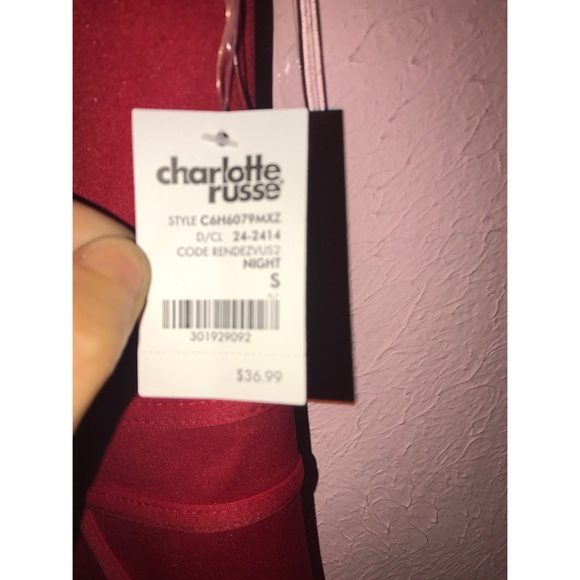 charlotte
russe
STYLE C6H6079MXZ
D/CL 24-2414
CODE RENDEZVUS2
NIGHT
S
301929092
$36.99